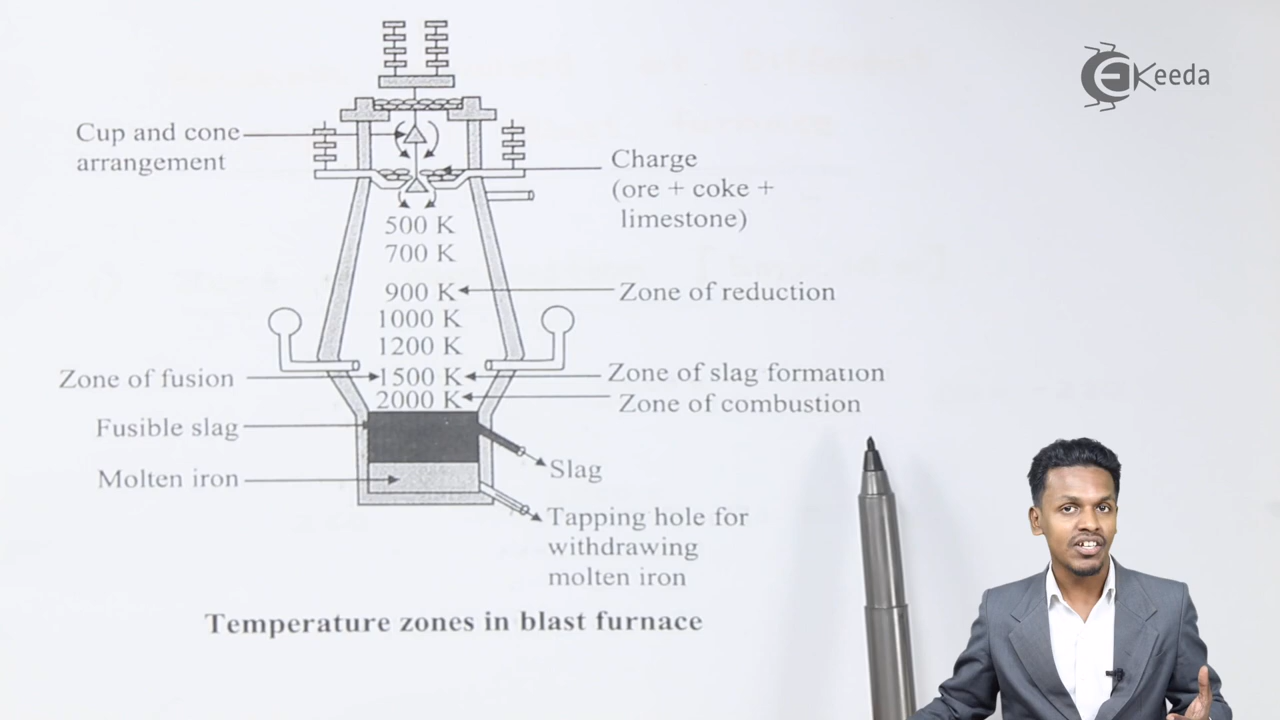 EKeeda
Cup and cone
arrangement
Charge
(ore + coke +
limestone)
500 K
700 K
900 K
Zone of reduction
1000 K
1200 K
Zone of fusion
1500 K
Zone of slag formation
2000 K
Zone of combustion
Fusible slag
Slag
Molten iron
Tapping hole for
withdrawing
molten iron
Temperature zones in blast furnace